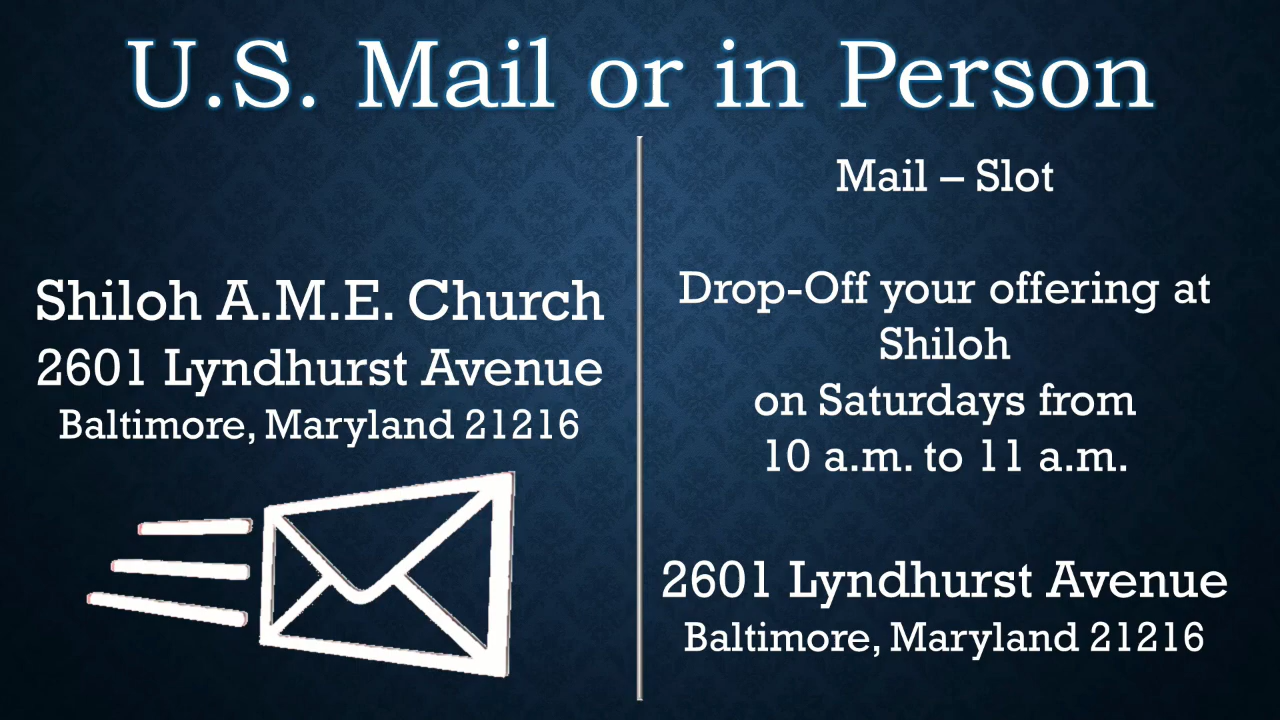 U.S. Mail or in Person
Shiloh A.M.E. Church
2601 Lyndhurst Avenue
Baltimore, Maryland 21216
Mail – Slot
Drop-Off your offering at
Shiloh
on Saturdays from
10 a.m. to 11 a.m.
2601 Lyndhurst Avenue
Baltimore, Maryland 21216